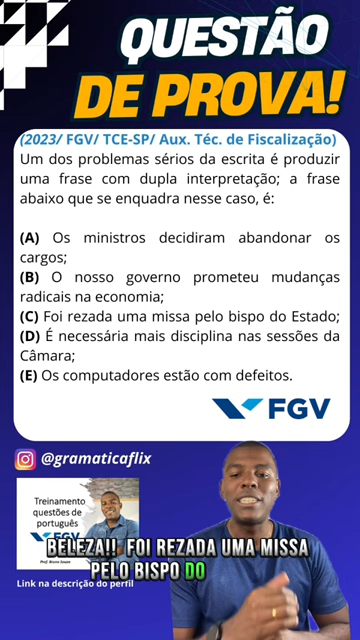 QUESTÃO
DE PROVA!
(2023/ FGV/ TCE-SP/ Aux. Téc. de Fiscalização)
Um dos problemas sérios da escrita é produzir
uma frase com dupla interpretação; a frase
abaixo que se enquadra nesse caso, é:
(A) Os ministros decidiram abandonar os
cargos;
(B) O nosso governo prometeu mudanças
radicais na economia;
(C) Foi rezada uma missa pelo bispo do Estado;
(D) É necessária mais disciplina nas sessões da
Câmara;
(E) Os computadores estão com defeitos.
FGV
@gramaticaflix
Treinamento
questões de
português
FGV
Prof. Bruno Souza
BELEZA!! FOI REZADA UMA MISSA
PELO BISPO DO
Link na descrição do perfil